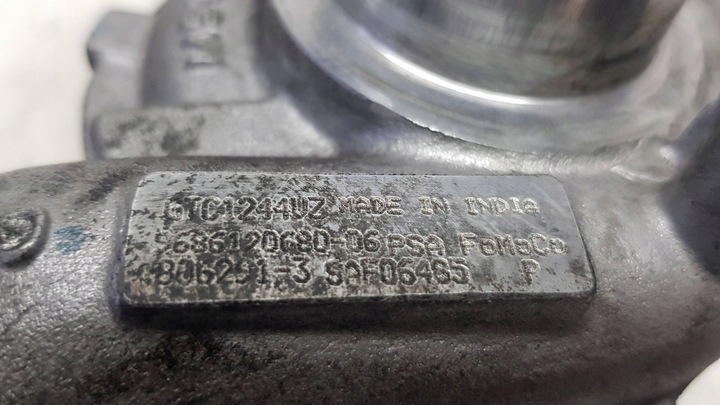 GTC1244VZ MADE IN INDIA
9686120680-06 PSA FoMoCo
806291-3 SAF06485 P